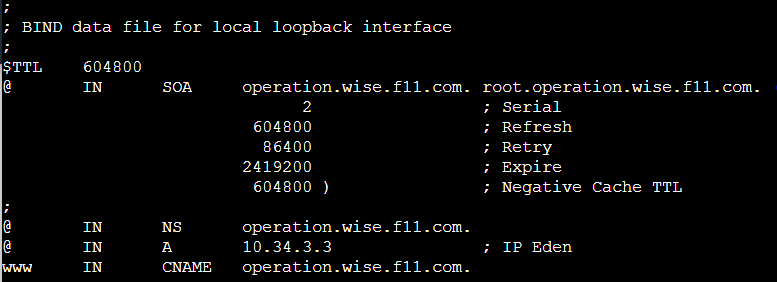 ;
; BIND data file for local loopback interface
;
$TTL    604800
@       IN      SOA     operation.wise.f11.com. root.operation.wise.f11.com.
                              2                 ; Serial
                         604800                 ; Refresh
                          86400                 ; Retry
                        2419200                 ; Expire
                         604800 )               ; Negative Cache TTL
;
@       IN      NS      operation.wise.f11.com.
@       IN      A       10.34.3.3               ; IP Eden
www     IN      CNAME   operation.wise.f11.com.